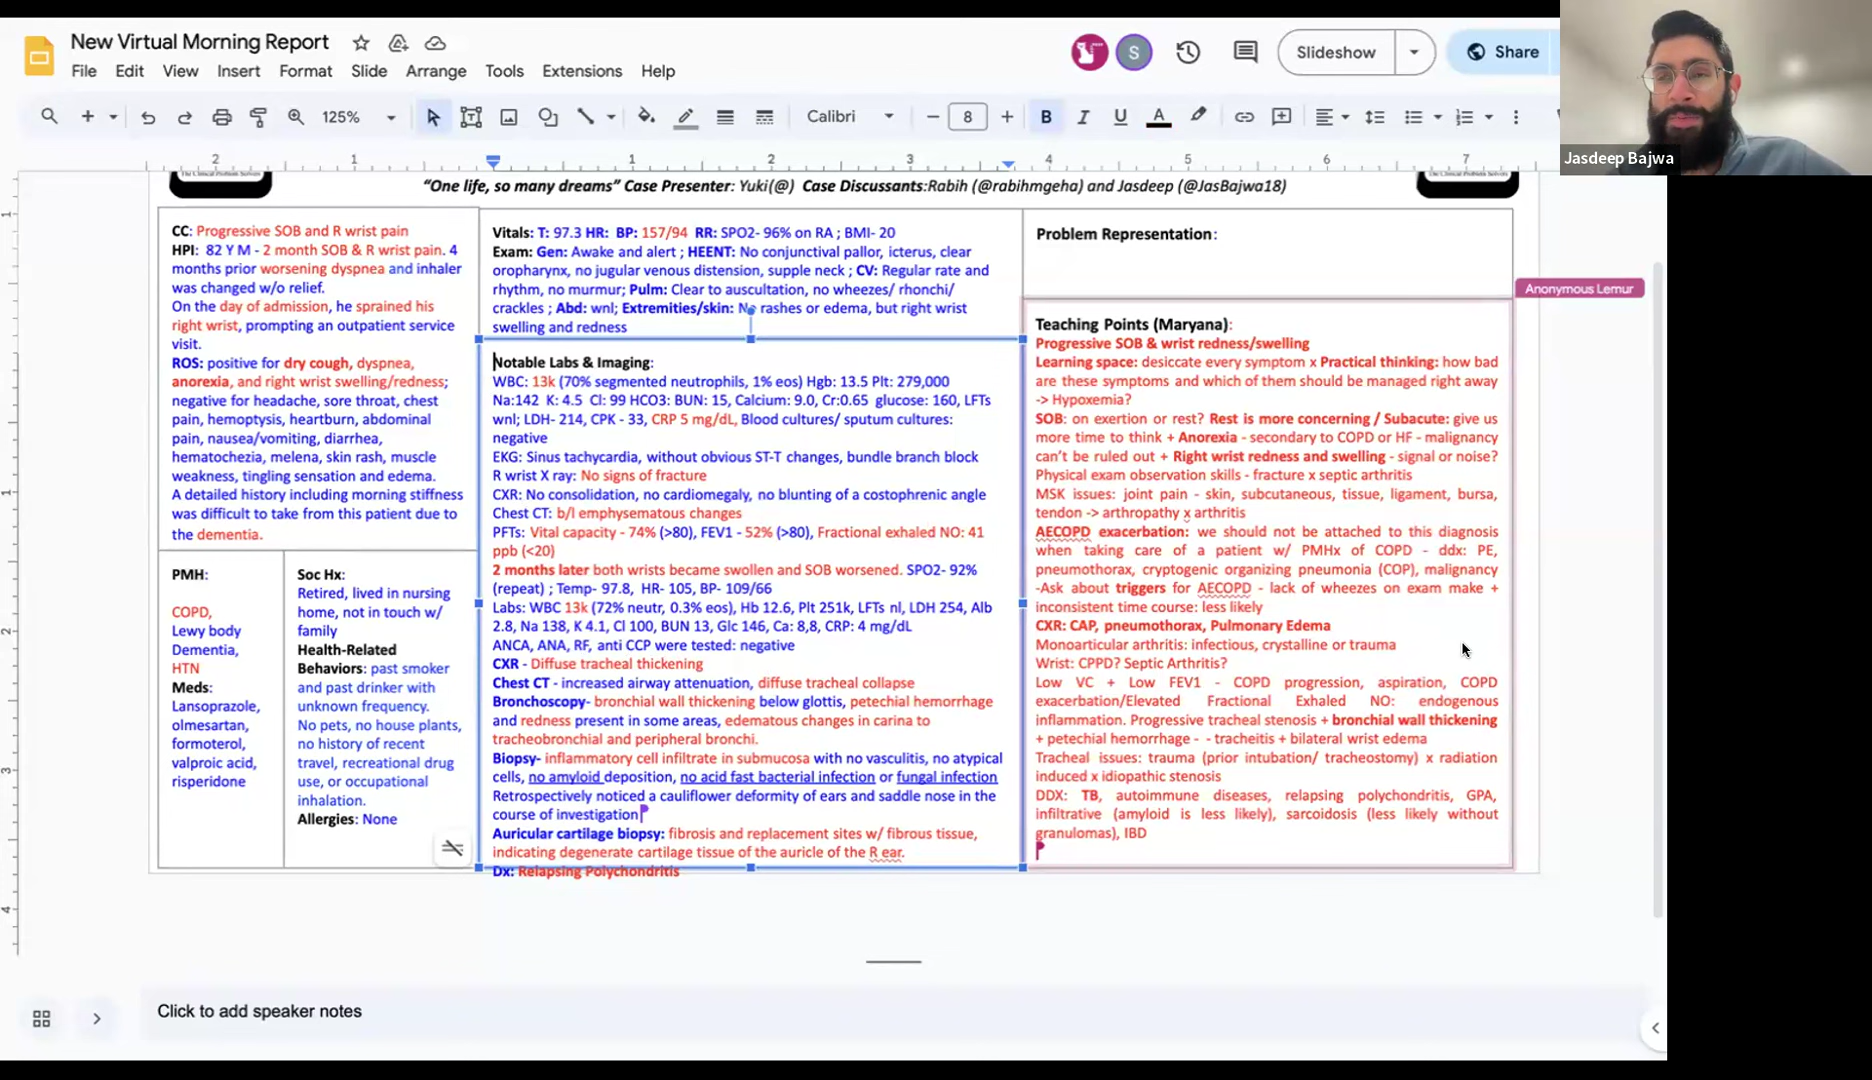 New Virtual Morning Report
File Edit View Insert Format Slide Arrange Tools Extensions Help
S
Slideshow
Share
125%
Calibri
8
B I U A
Jasdeep Bajwa
2 1 1 2 3 4 5 6 7
1
1
2
3
4
The Clinical Problem Solvers
“One life, so many dreams” Case Presenter: Yuki(@) Case Discussants:Rabih (@rabihmgeha) and Jasdeep (@JasBajwa18)
CC: Progressive SOB and R wrist pain
HPI: 82 Y M - 2 month SOB & R wrist pain. 4
months prior worsening dyspnea and inhaler
was changed w/o relief.
On the day of admission, he sprained his
right wrist, prompting an outpatient service
visit.
ROS: positive for dry cough, dyspnea,
anorexia, and right wrist swelling/redness;
negative for headache, sore throat, chest
pain, hemoptysis, heartburn, abdominal
pain, nausea/vomiting, diarrhea,
hematochezia, melena, skin rash, muscle
weakness, tingling sensation and edema.
A detailed history including morning stiffness
was difficult to take from this patient due to
the dementia.
PMH:
COPD,
Lewy body
Dementia,
HTN
Meds:
Lansoprazole,
olmesartan,
formoterol,
valproic acid,
risperidone
Soc Hx:
Retired, lived in nursing
home, not in touch w/
family
Health-Related
Behaviors: past smoker
and past drinker with
unknown frequency.
No pets, no house plants,
no history of recent
travel, recreational drug
use, or occupational
inhalation.
Allergies: None
Vitals: T: 97.3 HR: BP: 157/94 RR: SPO2- 96% on RA ; BMI- 20
Exam: Gen: Awake and alert ; HEENT: No conjunctival pallor, icterus, clear
oropharynx, no jugular venous distension, supple neck ; CV: Regular rate and
rhythm, no murmur; Pulm: Clear to auscultation, no wheezes/ rhonchi/
crackles ; Abd: wnl; Extremities/skin: No rashes or edema, but right wrist
swelling and redness
Notable Labs & Imaging:
WBC: 13k (70% segmented neutrophils, 1% eos) Hgb: 13.5 Plt: 279,000
Na:142 K: 4.5 Cl: 99 HCO3: BUN: 15, Calcium: 9.0, Cr:0.65 glucose: 160, LFTs
wnl; LDH- 214, CPK - 33, CRP 5 mg/dL, Blood cultures/ sputum cultures:
negative
EKG: Sinus tachycardia, without obvious ST-T changes, bundle branch block
R wrist X ray: No signs of fracture
CXR: No consolidation, no cardiomegaly, no blunting of a costophrenic angle
Chest CT: b/l emphysematous changes
PFTs: Vital capacity - 74% (>80), FEV1 - 52% (>80), Fractional exhaled NO: 41
ppb (<20)
2 months later both wrists became swollen and SOB worsened. SPO2- 92%
(repeat) ; Temp- 97.8, HR- 105, BP- 109/66
Labs: WBC 13k (72% neutr, 0.3% eos), Hb 12.6, Plt 251k, LFTs nl, LDH 254, Alb
2.8, Na 138, K 4.1, Cl 100, BUN 13, Glc 146, Ca: 8,8, CRP: 4 mg/dL
ANCA, ANA, RF, anti CCP were tested: negative
CXR - Diffuse tracheal thickening
Chest CT - increased airway attenuation, diffuse tracheal collapse
Bronchoscopy- bronchial wall thickening below glottis, petechial hemorrhage
and redness present in some areas, edematous changes in carina to
tracheobronchial and peripheral bronchi.
Biopsy- inflammatory cell infiltrate in submucosa with no vasculitis, no atypical
cells, no amyloid deposition, no acid fast bacterial infection or fungal infection
Retrospectively noticed a cauliflower deformity of ears and saddle nose in the
course of investigation
Auricular cartilage biopsy: fibrosis and replacement sites w/ fibrous tissue,
indicating degenerate cartilage tissue of the auricle of the R ear.
Dx: Relapsing Polychondritis
Problem Representation:
Anonymous Lemur
Teaching Points (Maryana):
Progressive SOB & wrist redness/swelling
Learning space: desiccate every symptom x Practical thinking: how bad
are these symptoms and which of them should be managed right away
-> Hypoxemia?
SOB: on exertion or rest? Rest is more concerning / Subacute: give us
more time to think + Anorexia - secondary to COPD or HF - malignancy
can’t be ruled out + Right wrist redness and swelling - signal or noise?
Physical exam observation skills - fracture x septic arthritis
MSK issues: joint pain - skin, subcutaneous, tissue, ligament, bursa,
tendon -> arthropathy x arthritis
AECOPD exacerbation: we should not be attached to this diagnosis
when taking care of a patient w/ PMHx of COPD - ddx: PE,
pneumothorax, cryptogenic organizing pneumonia (COP), malignancy
-Ask about triggers for AECOPD - lack of wheezes on exam make +
inconsistent time course: less likely
CXR: CAP, pneumothorax, Pulmonary Edema
Monoarticular arthritis: infectious, crystalline or trauma
Wrist: CPPD? Septic Arthritis?
Low VC + Low FEV1 - COPD progression, aspiration, COPD
exacerbation/Elevated Fractional Exhaled NO: endogenous
inflammation. Progressive tracheal stenosis + bronchial wall thickening
+ petechial hemorrhage - - tracheitis + bilateral wrist edema
Tracheal issues: trauma (prior intubation/ tracheostomy) x radiation
induced x idiopathic stenosis
DDX: TB, autoimmune diseases, relapsing polychondritis, GPA,
infiltrative (amyloid is less likely), sarcoidosis (less likely without
granulomas), IBD
Click to add speaker notes